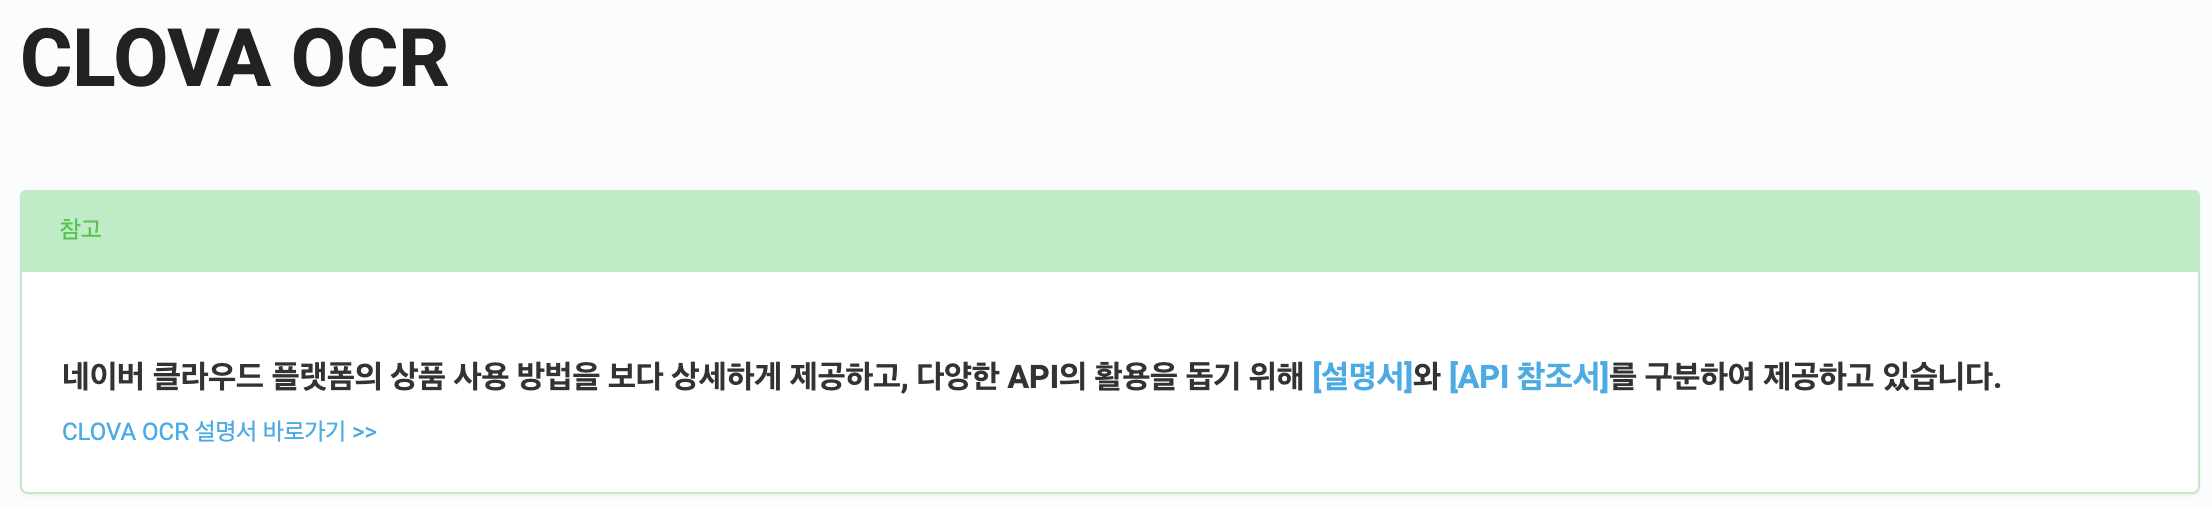 CLOVA OCR
참고
네이버 클라우드 플랫폼의 상품 사용 방법을 보다 상세하게 제공하고, 다양한 API의 활용을 돕기 위해 [설명서]와 [API 참조서]를 구분하여 제공하고 있습니다.
CLOVA OCR 설명서 바로가기 >>